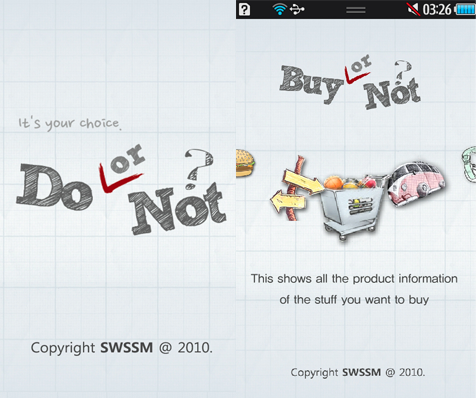 It's your choice.
Do or Not?
Copyright SWSSM @ 2010.
? 03:26
Buy or Not?
This shows all the product information
of the stuff you want to buy
Copyright SWSSM @ 2010.